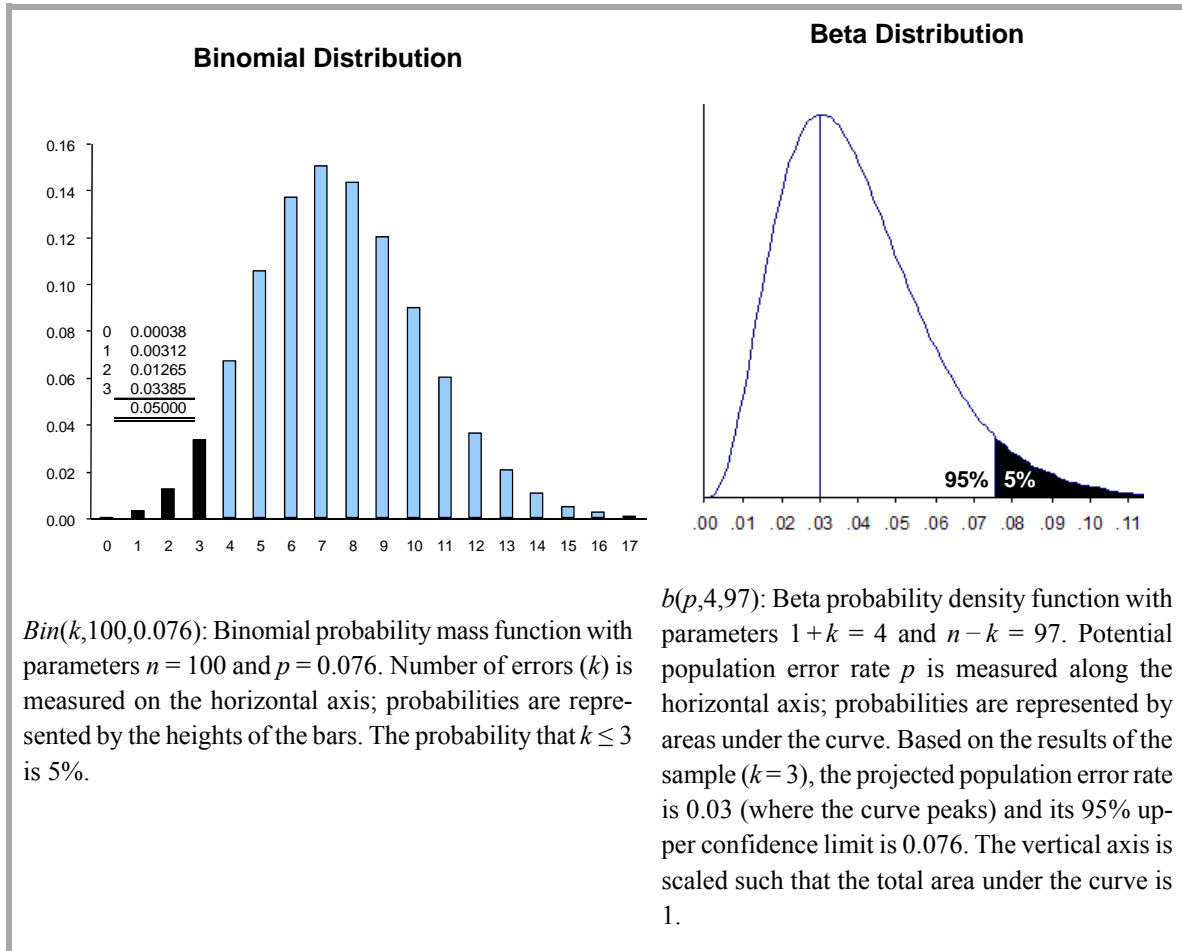 Binomial Distribution
0.16
0.14
0.12
0.10
0.08
0.06
0.04
0.02
0.00
0 0.00038
1 0.00312
2 0.01265
3 0.03385
0.05000
0 1 2 3 4 5 6 7 8 9 10 11 12 13 14 15 16 17
Bin(k,100,0.076): Binomial probability mass function with
parameters n = 100 and p = 0.076. Number of errors (k) is
measured on the horizontal axis; probabilities are repre-
sented by the heights of the bars. The probability that k ≤ 3
is 5%.
Beta Distribution
95% 5%
.00 .01 .02 .03 .04 .05 .06 .07 .08 .09 .10 .11
b(p,4,97): Beta probability density function with
parameters 1 + k = 4 and n − k = 97. Potential
population error rate p is measured along the
horizontal axis; probabilities are represented by
areas under the curve. Based on the results of the
sample (k = 3), the projected population error rate
is 0.03 (where the curve peaks) and its 95% up-
per confidence limit is 0.076. The vertical axis is
scaled such that the total area under the curve is
1.